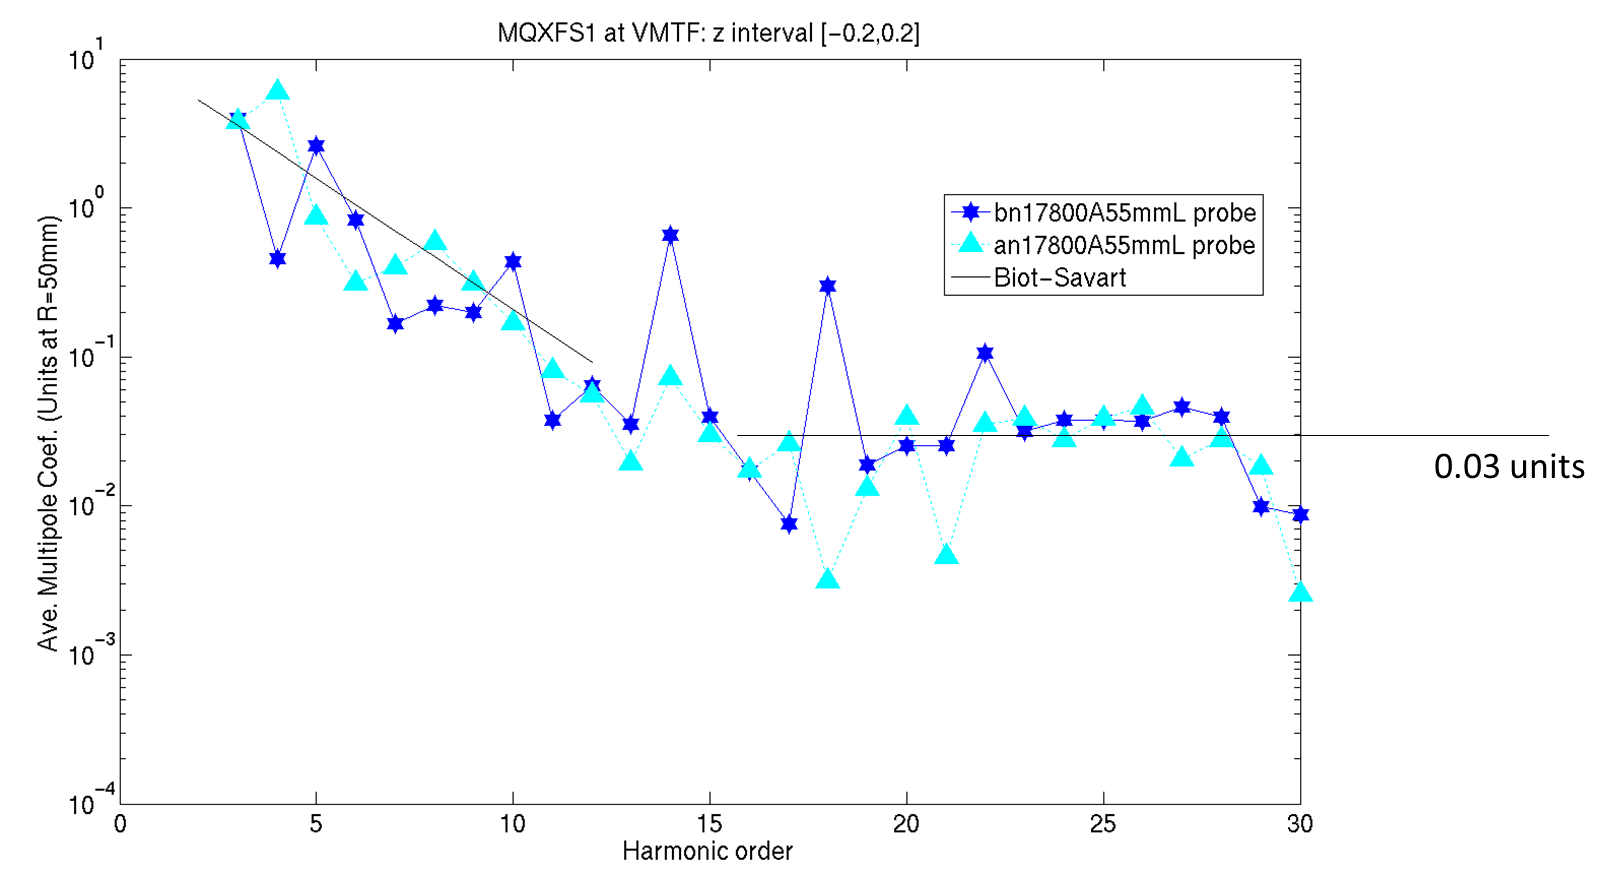 MQXFS1 at VMTF: z interval [−0.2,0.2]
10^1
10^0
10^−1
10^−2
10^−3
10^−4
Ave. Multipole Coef. (Units at R=50mm)
bn17800A55mmL probe
an17800A55mmL probe
Biot−Savart
0.03 units
0 5 10 15 20 25 30
Harmonic order